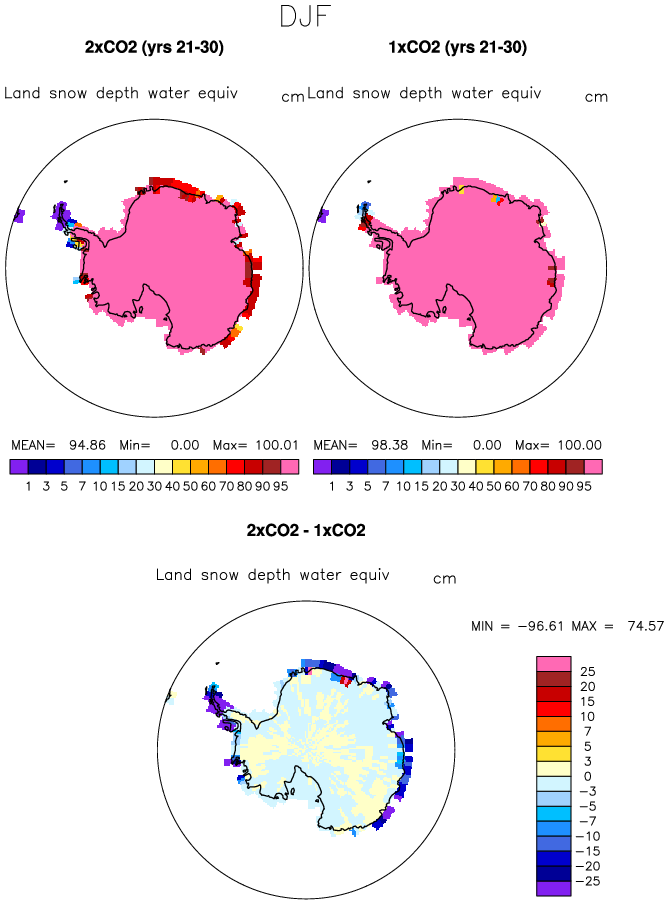 DJF
2xCO2 (yrs 21-30)
1xCO2 (yrs 21-30)
Land snow depth water equiv cm
Land snow depth water equiv cm
MEAN= 94.86 Min= 0.00 Max= 100.01
MEAN= 98.38 Min= 0.00 Max= 100.00
1 3 5 7 10 15 20 30 40 50 60 70 80 90 95
1 3 5 7 10 15 20 30 40 50 60 70 80 90 95
2xCO2 - 1xCO2
Land snow depth water equiv cm
MIN = −96.61 MAX = 74.57
25
20
15
10
7
5
3
0
−3
−5
−7
−10
−15
−20
−25